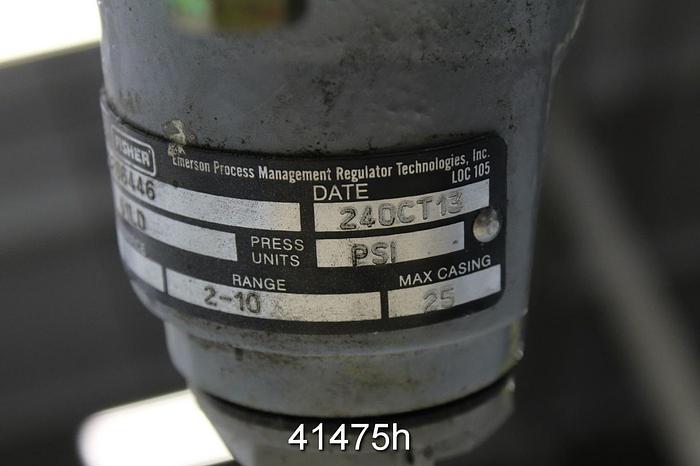 FISHER
Emerson Process Management Regulator Technologies, Inc.
LOC 105
DATE
86446
24OCT13
PRESS UNITS
PSI
RANGE
MAX CASING
2-10
25
41475h